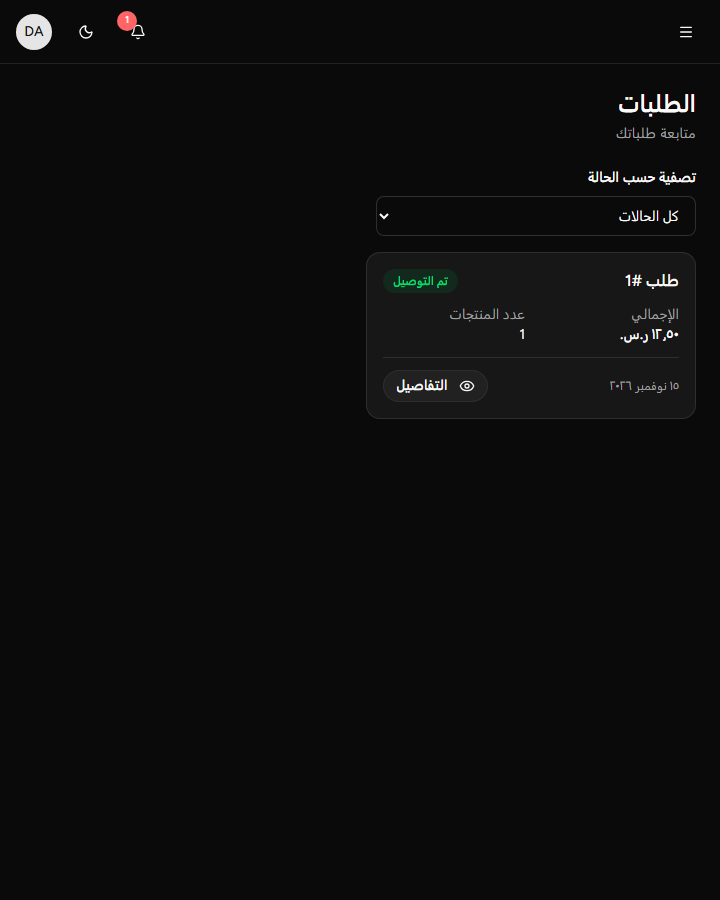 DA
1
الطلبات
متابعة طلباتك
تصفية حسب الحالة
كل الحالات
طلب #1
تم التوصيل
الإجمالي
عدد المنتجات
١٢٫٥٠ ر.س.
1
١٥ نوفمبر ٢٠٢٦
التفاصيل